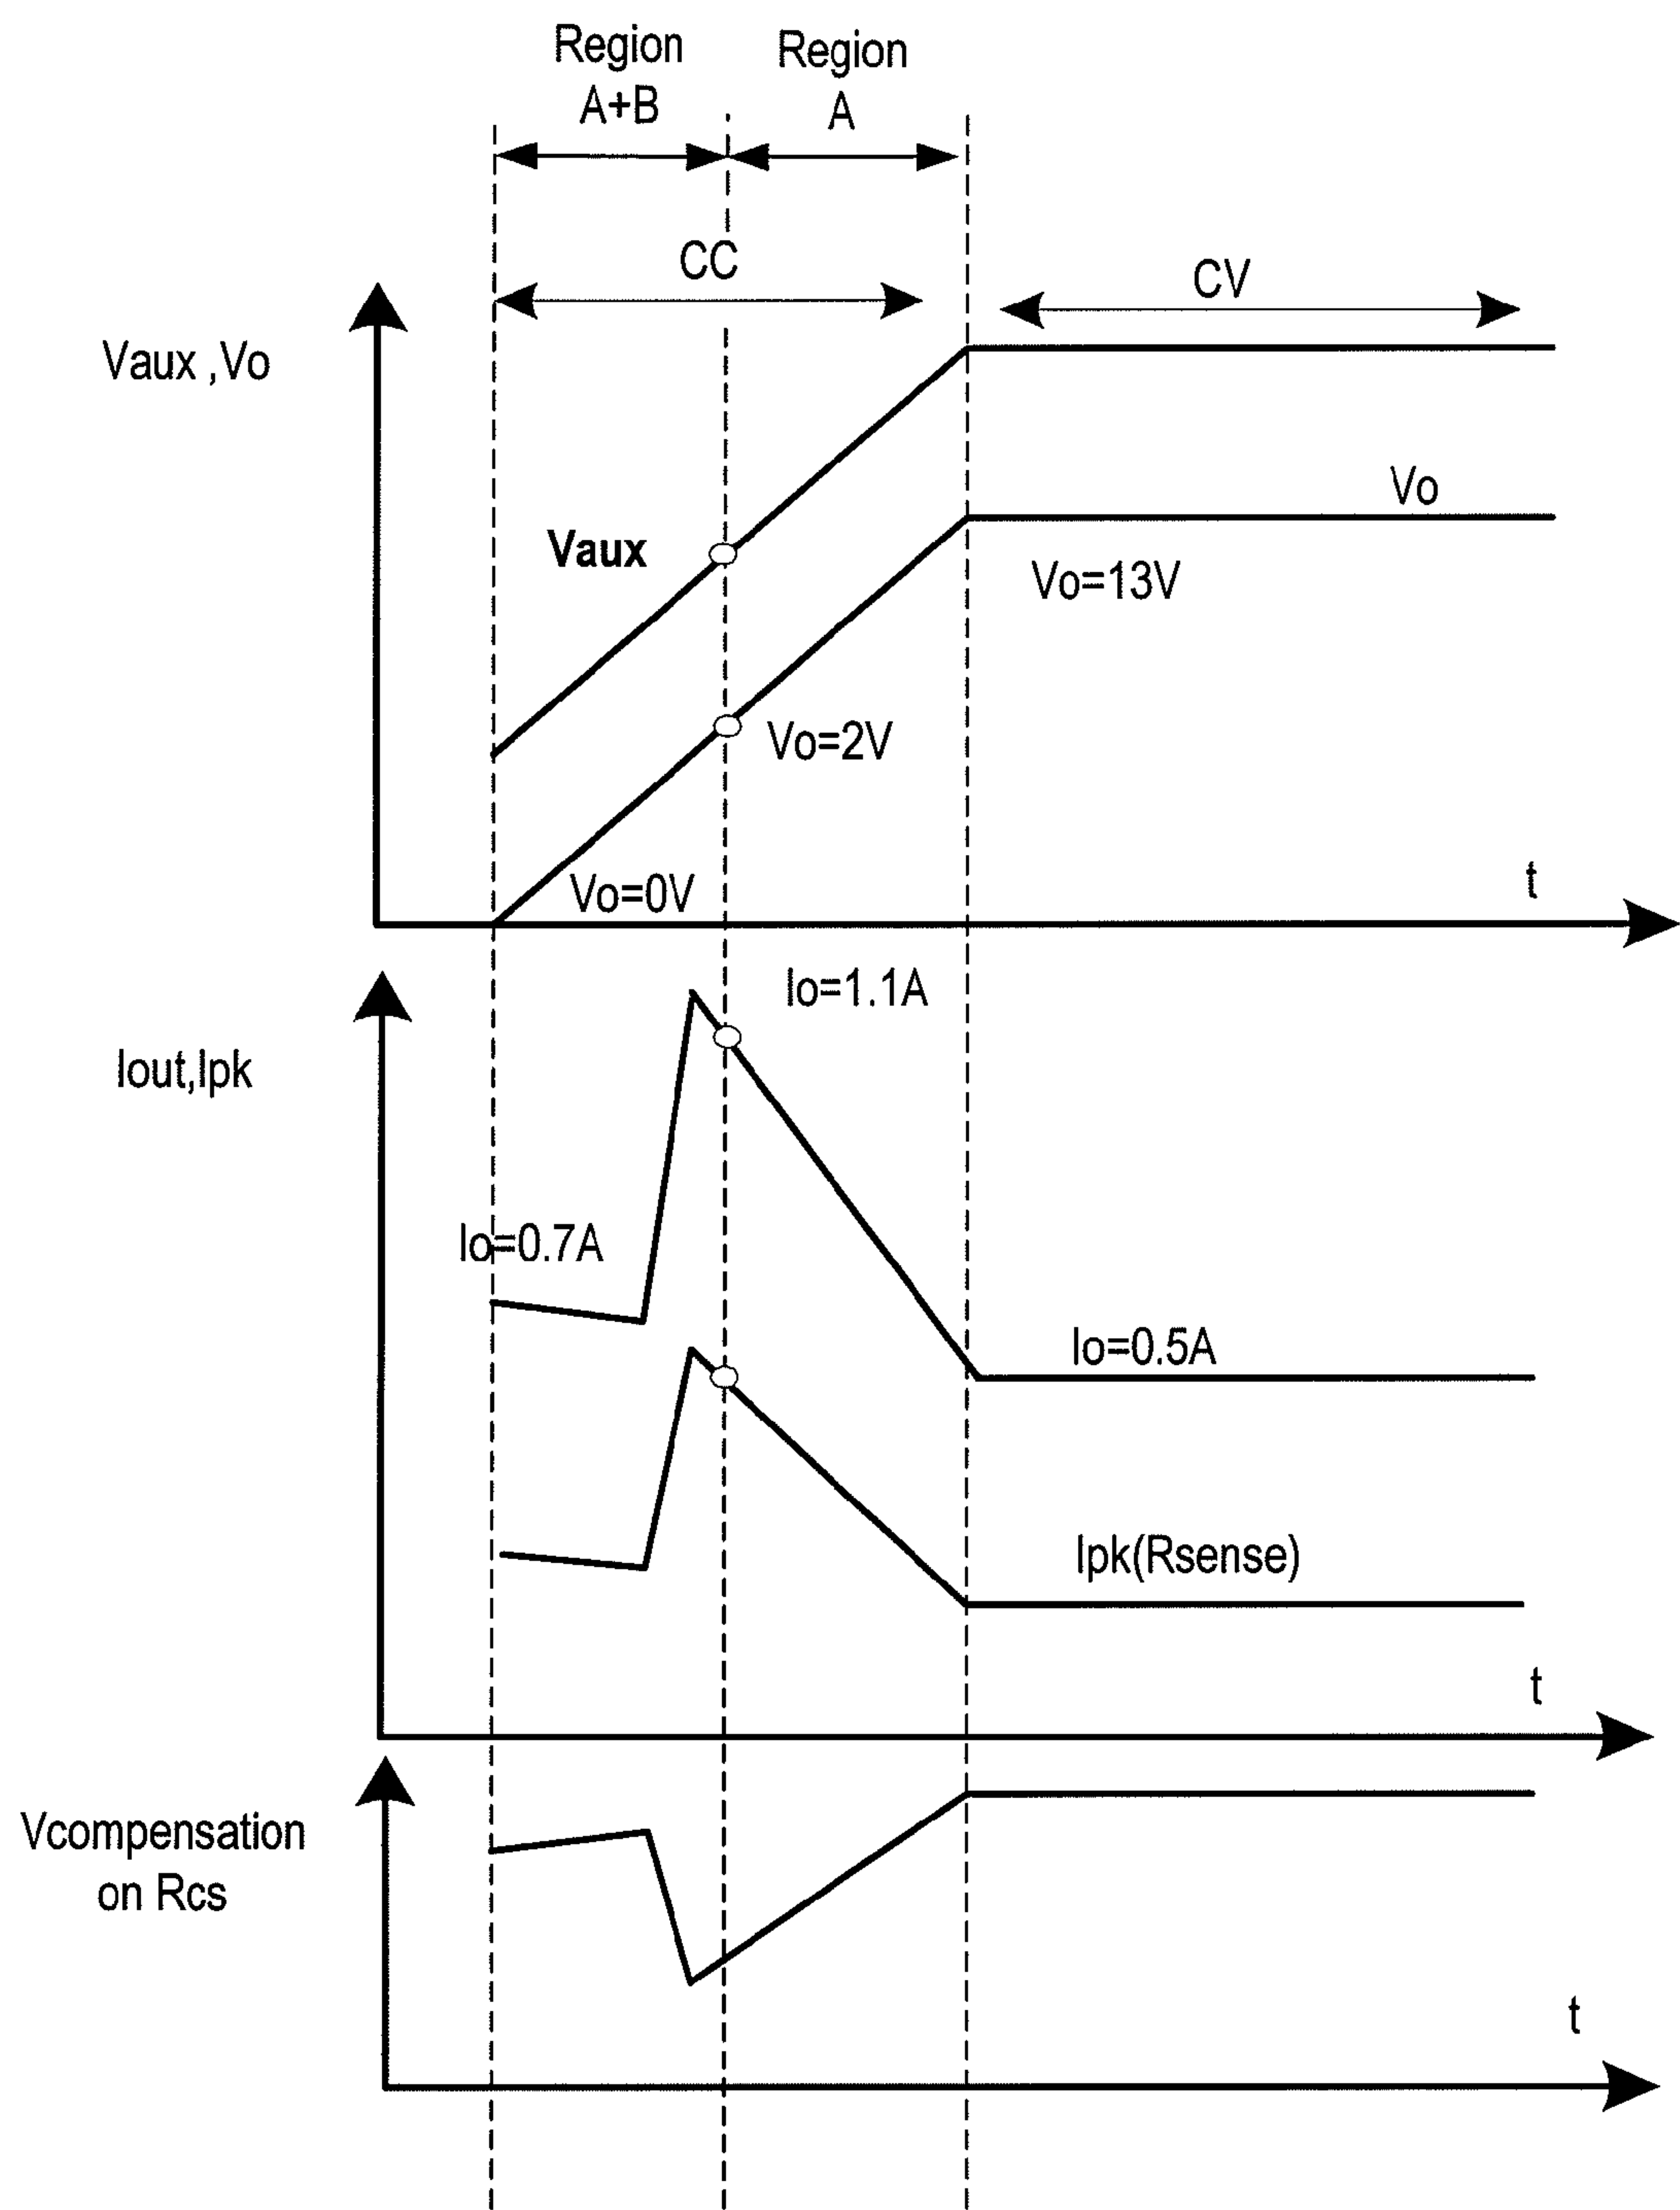 Region
A+B
Region
A
CC
CV
Vaux ,Vo
Vo
Vaux
Vo=13V
Vo=2V
Vo=0V
t
Io=1.1A
Iout,Ipk
Io=0.7A
Io=0.5A
Ipk(Rsense)
t
Vcompensation
on Rcs
t